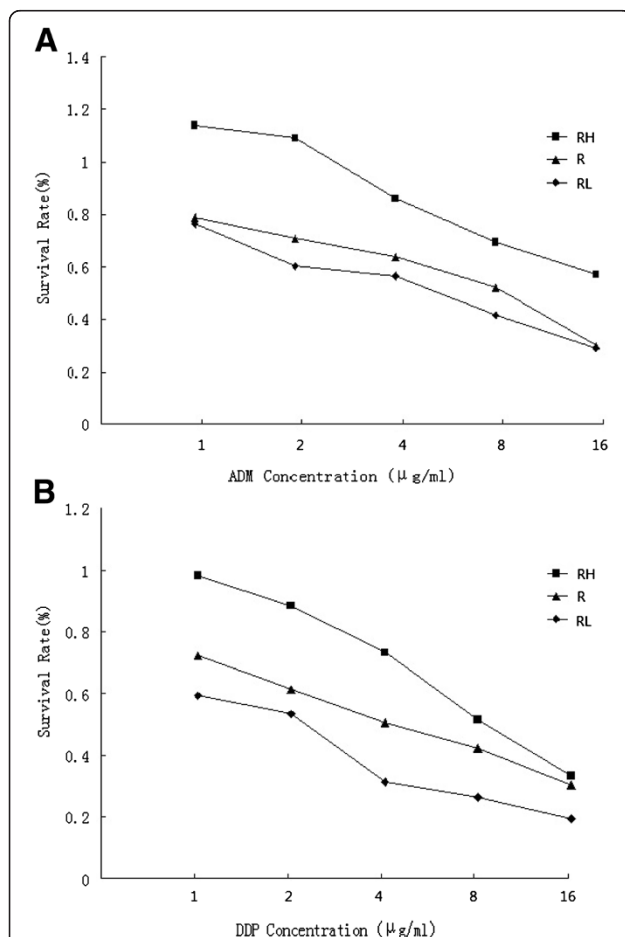 A
1.4
1.2
1
0.8
0.6
0.4
0.2
0
Survival Rate(%)
RH
R
RL
1 2 4 8 16
ADM Concentration (μg/ml)
B
1.2
1
0.8
0.6
0.4
0.2
0
Survival Rate(%)
RH
R
RL
1 2 4 8 16
DDP Concentration (μg/ml)